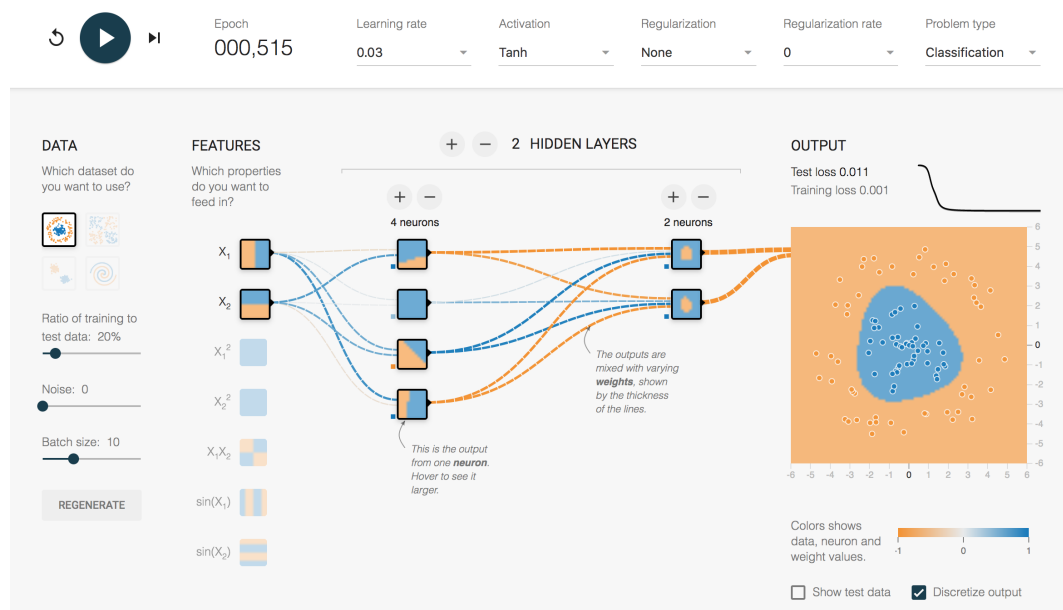 Epoch
000,515
Learning rate
0.03
Activation
Tanh
Regularization
None
Regularization rate
0
Problem type
Classification
DATA
Which dataset do
you want to use?
Ratio of training to
test data: 20%
Noise: 0
Batch size: 10
REGENERATE
FEATURES
Which properties
do you want to
feed in?
X₁
X₂
X₁²
X₂²
X₁X₂
sin(X₁)
sin(X₂)
+ − 2 HIDDEN LAYERS
+ −
4 neurons
+ −
2 neurons
This is the output
from one neuron.
Hover to see it
larger.
The outputs are
mixed with varying
weights, shown
by the thickness
of the lines.
OUTPUT
Test loss 0.011
Training loss 0.001
6
5
4
3
2
1
0
-1
-2
-3
-4
-5
-6
-6 -5 -4 -3 -2 -1 0 1 2 3 4 5 6
Colors shows
data, neuron and
weight values.
-1 0 1
Show test data
Discretize output